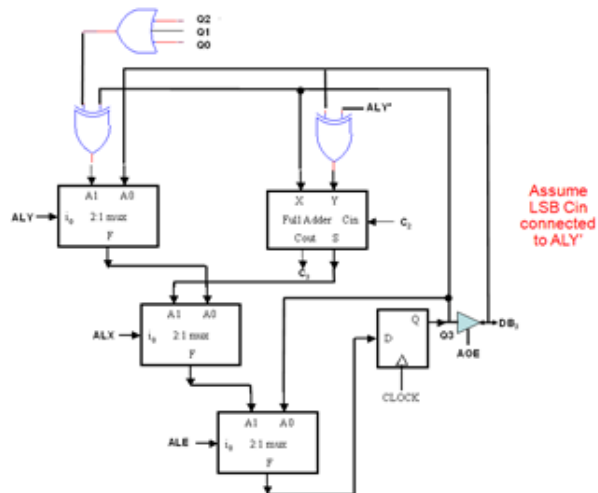 Q2
Q1
Q0
ALY'
A1 A0
ALY
i₀ 2:1 mux
F
X Y
Full Adder Cin
Cout S
C₂
C₃
Assume
LSB Cin
connected
to ALY'
A1 A0
ALX
i₀ 2:1 mux
F
Q
D
Q3
DB₃
AOE
CLOCK
A1 A0
ALE
i₀ 2:1 mux
F